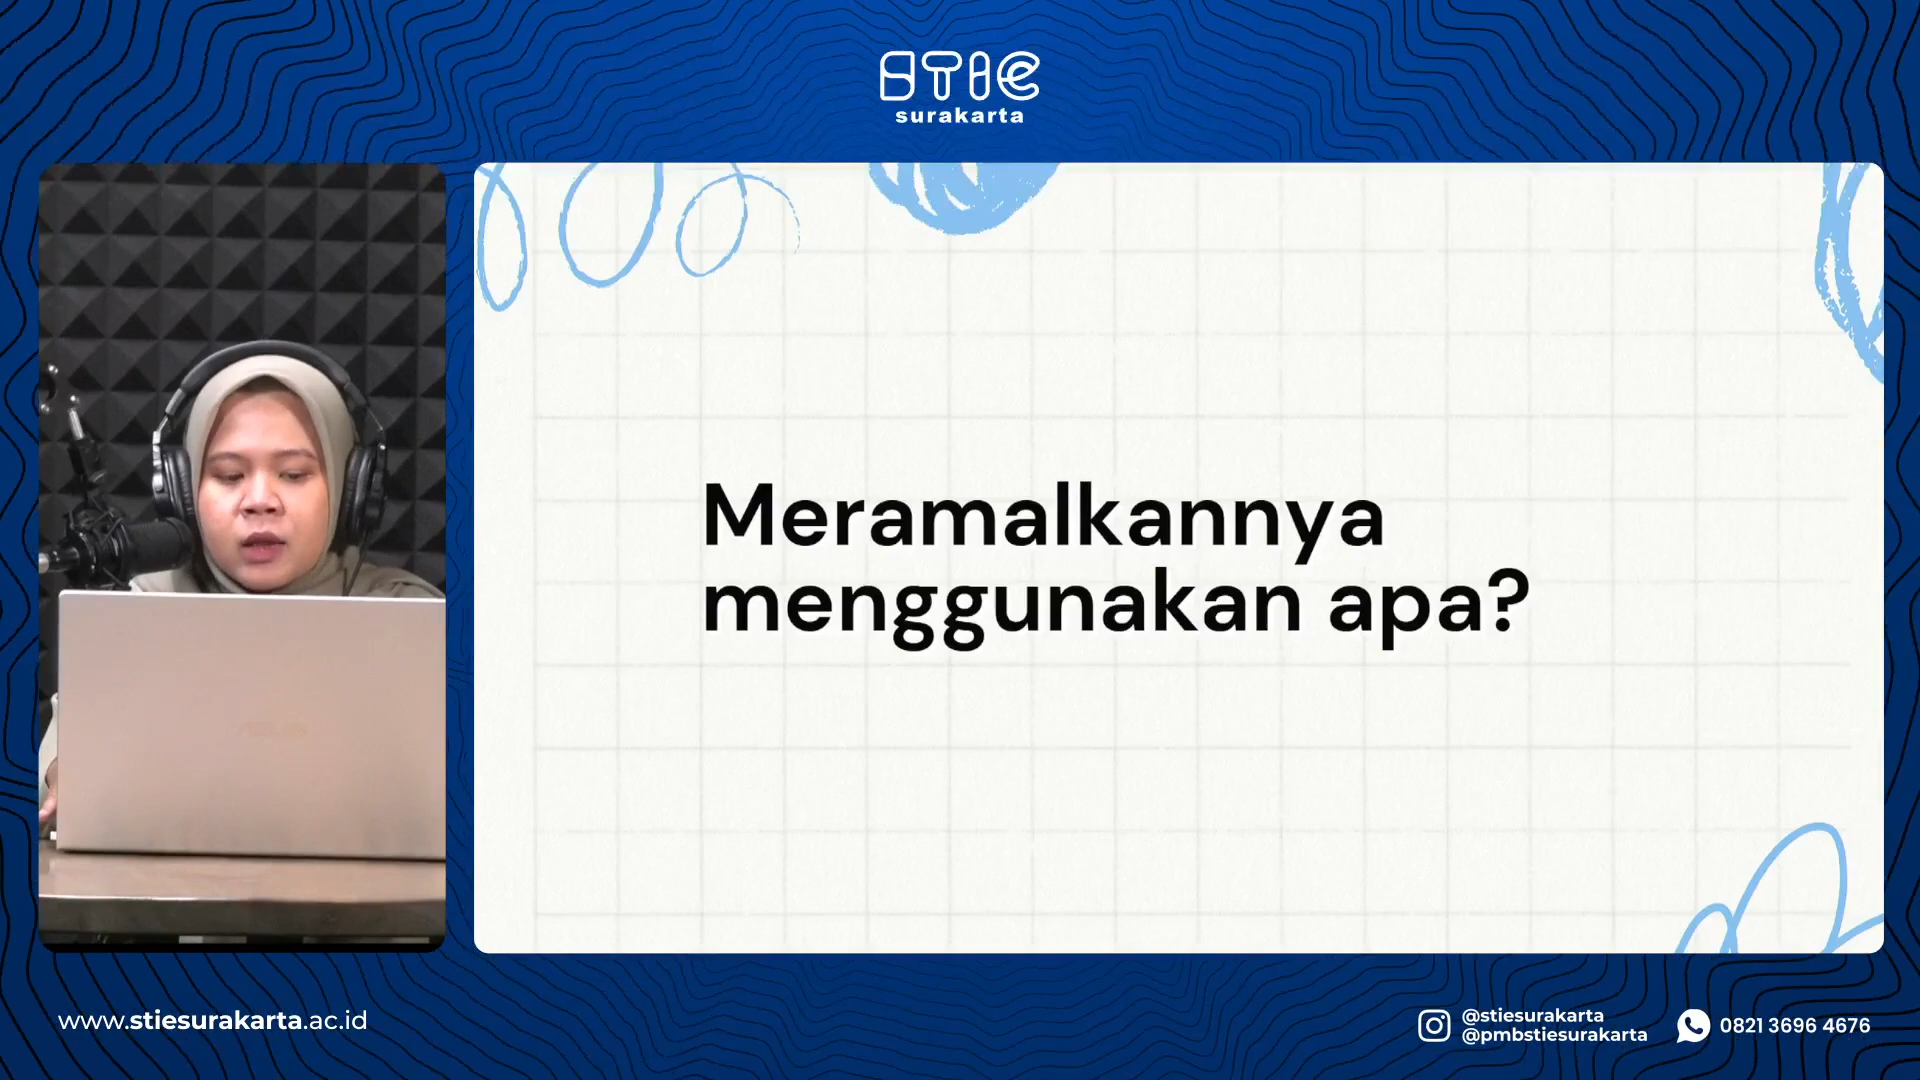 STIE
surakarta
Meramalkannya
menggunakan apa?
www.stiesurakarta.ac.id
@stiesurakarta
@pmbstiesurakarta
0821 3696 4676